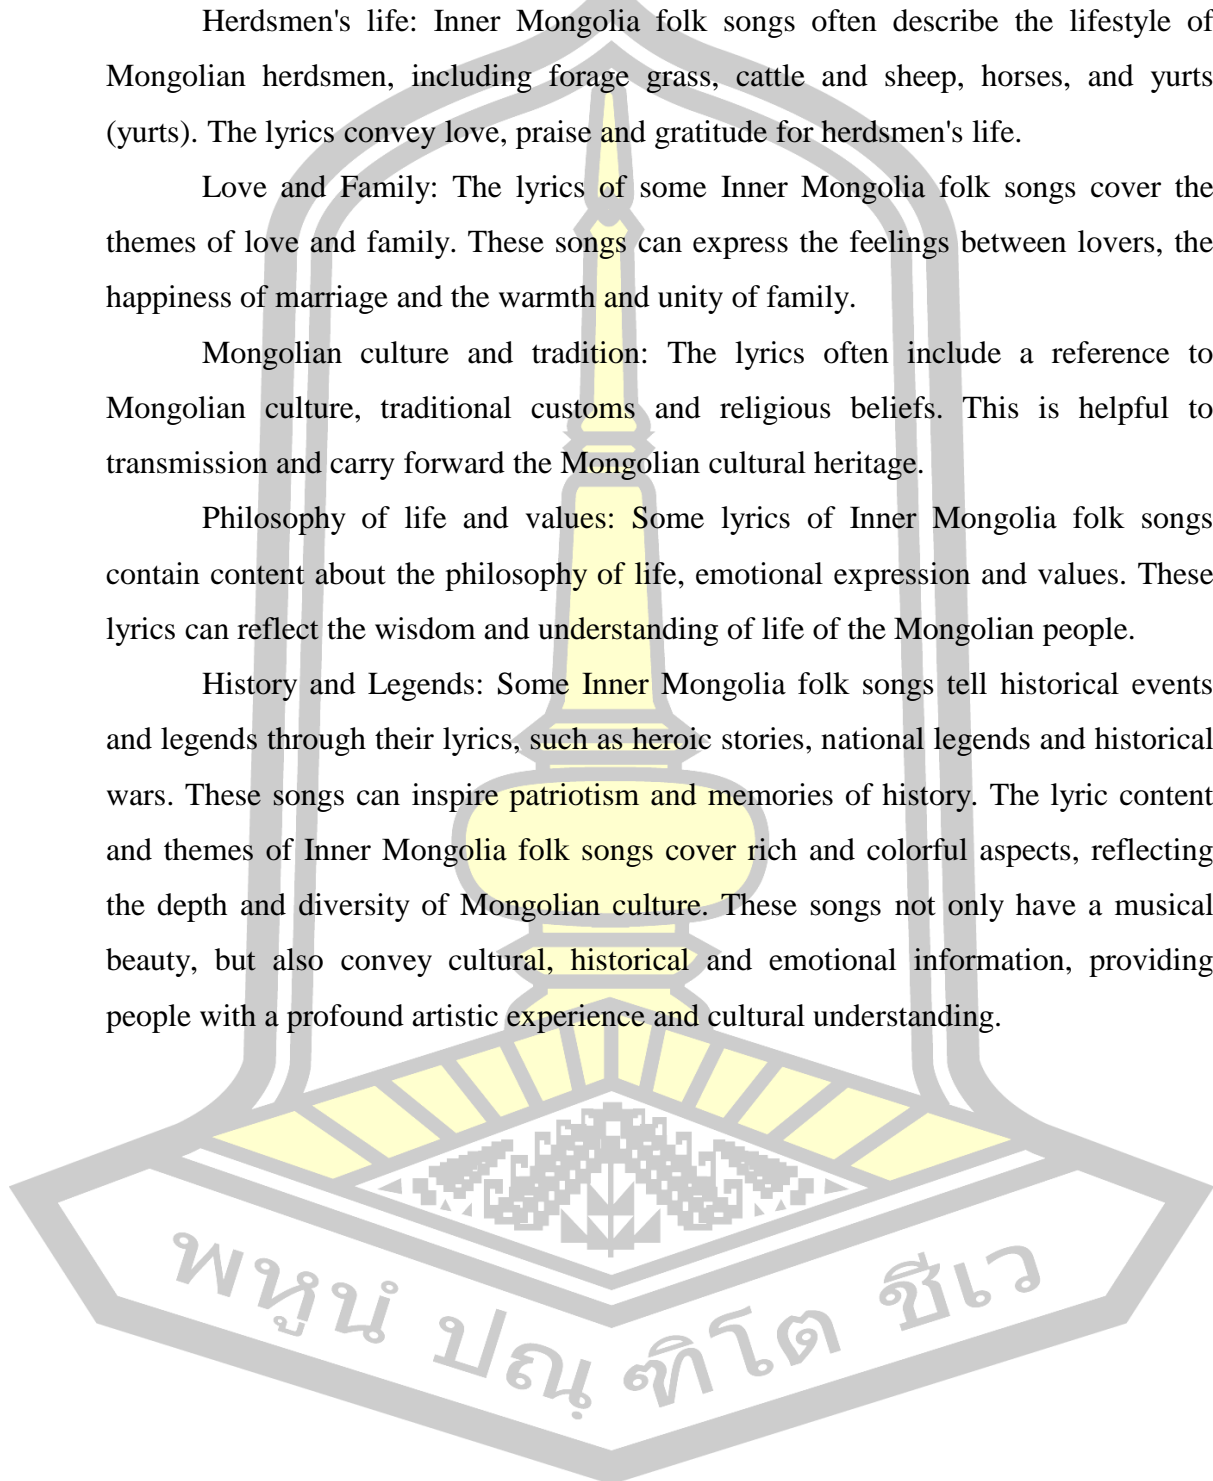 Herdsmen's life: Inner Mongolia folk songs often describe the lifestyle of
Mongolian herdsmen, including forage grass, cattle and sheep, horses, and yurts
(yurts). The lyrics convey love, praise and gratitude for herdsmen's life.
Love and Family: The lyrics of some Inner Mongolia folk songs cover the
themes of love and family. These songs can express the feelings between lovers, the
happiness of marriage and the warmth and unity of family.
Mongolian culture and tradition: The lyrics often include a reference to
Mongolian culture, traditional customs and religious beliefs. This is helpful to
transmission and carry forward the Mongolian cultural heritage.
Philosophy of life and values: Some lyrics of Inner Mongolia folk songs
contain content about the philosophy of life, emotional expression and values. These
lyrics can reflect the wisdom and understanding of life of the Mongolian people.
History and Legends: Some Inner Mongolia folk songs tell historical events
and legends through their lyrics, such as heroic stories, national legends and historical
wars. These songs can inspire patriotism and memories of history. The lyric content
and themes of Inner Mongolia folk songs cover rich and colorful aspects, reflecting
the depth and diversity of Mongolian culture. These songs not only have a musical
beauty, but also convey cultural, historical and emotional information, providing
people with a profound artistic experience and cultural understanding.
พหูนํ ปณฺ ฑิโต ชีเว